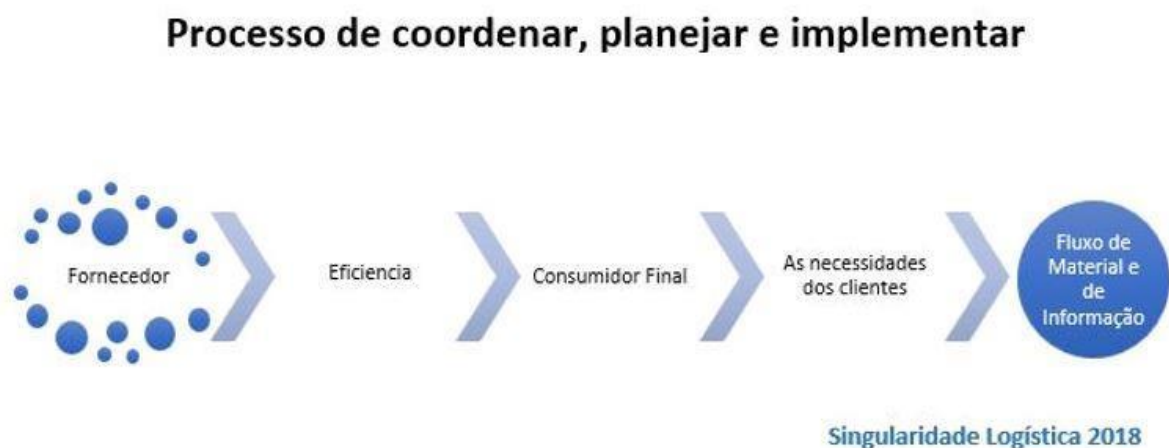 Processo de coordenar, planejar e implementar
Fornecedor
Eficiencia
Consumidor Final
As necessidades
dos clientes
Fluxo de
Material e
de
Informação
Singularidade Logística 2018